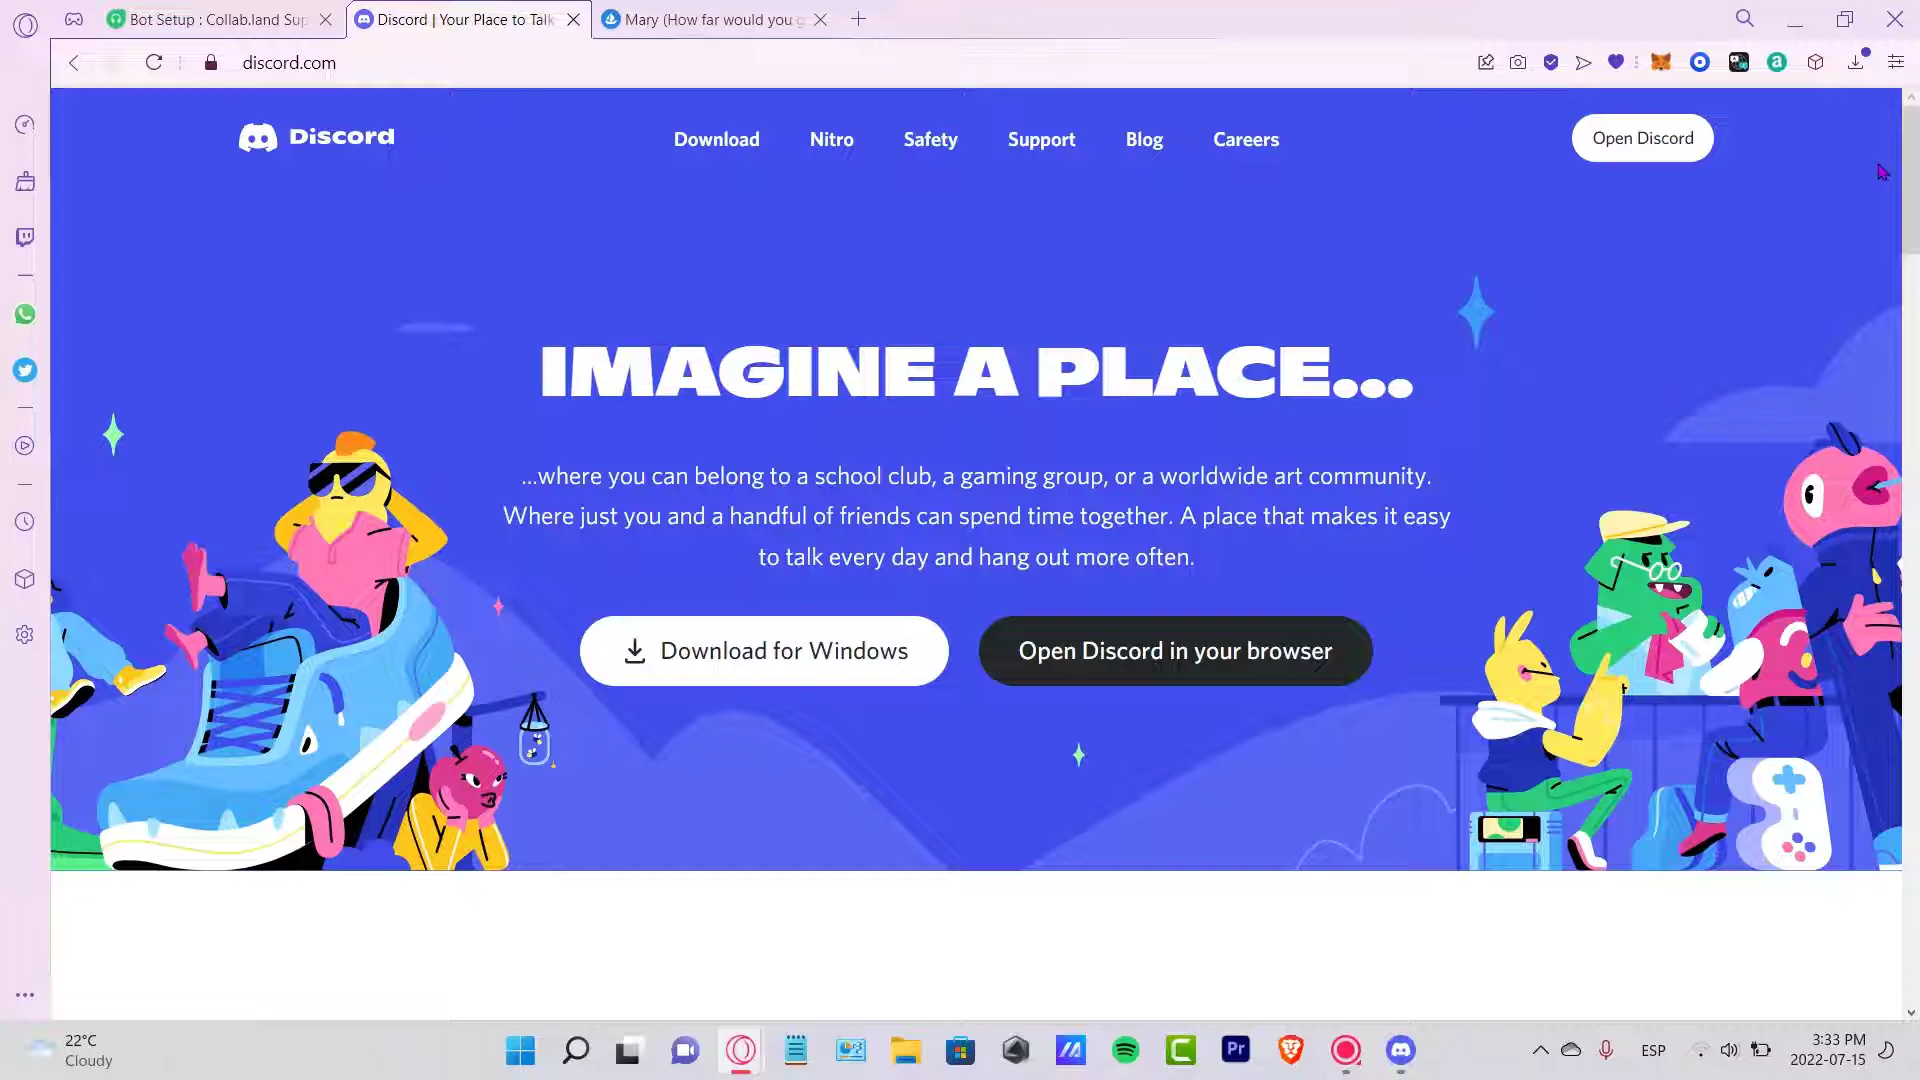 Bot Setup : Collab.land Sup
Discord | Your Place to Talk
Mary (How far would you g
discord.com
Discord
Download
Nitro
Safety
Support
Blog
Careers
Open Discord
IMAGINE A PLACE...
...where you can belong to a school club, a gaming group, or a worldwide art community.
Where just you and a handful of friends can spend time together. A place that makes it easy
to talk every day and hang out more often.
Download for Windows
Open Discord in your browser
22°C
Cloudy
Pr
ESP
3:33 PM
2022-07-15